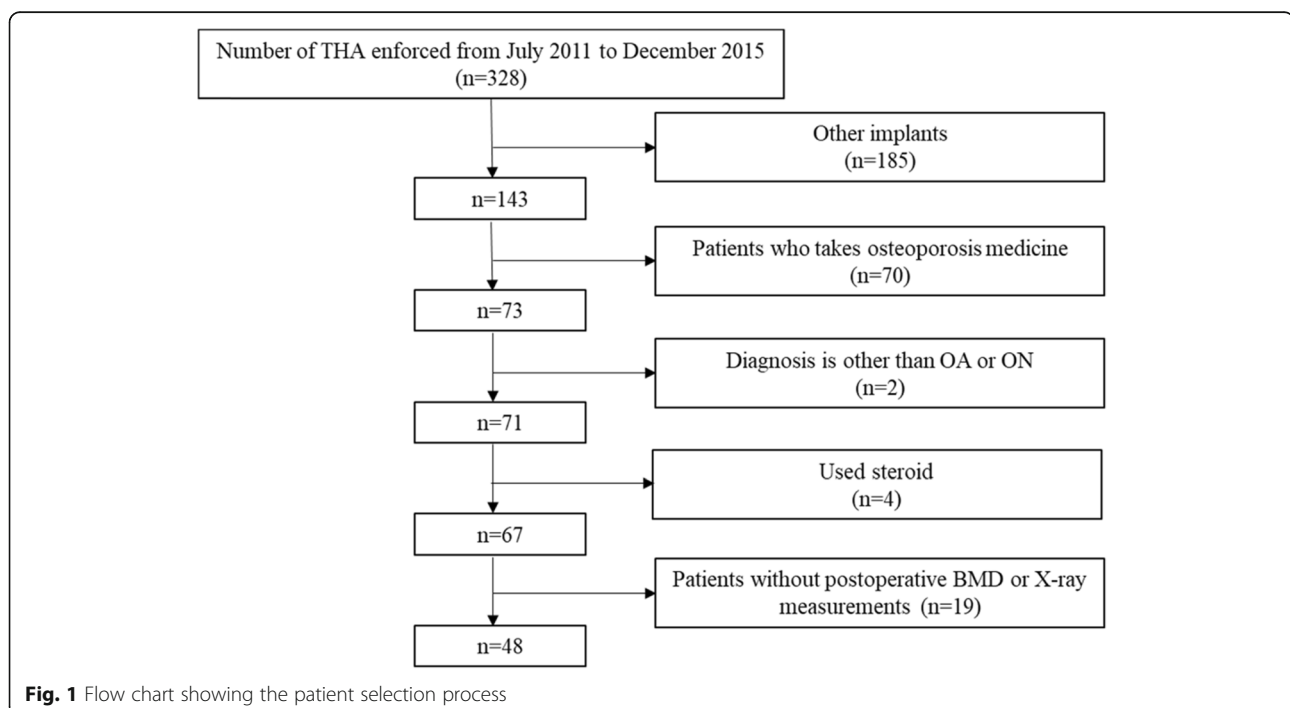 Number of THA enforced from July 2011 to December 2015
(n=328)
Other implants
(n=185)
n=143
Patients who takes osteoporosis medicine
(n=70)
n=73
Diagnosis is other than OA or ON
(n=2)
n=71
Used steroid
(n=4)
n=67
Patients without postoperative BMD or X-ray
measurements (n=19)
n=48
Fig. 1 Flow chart showing the patient selection process